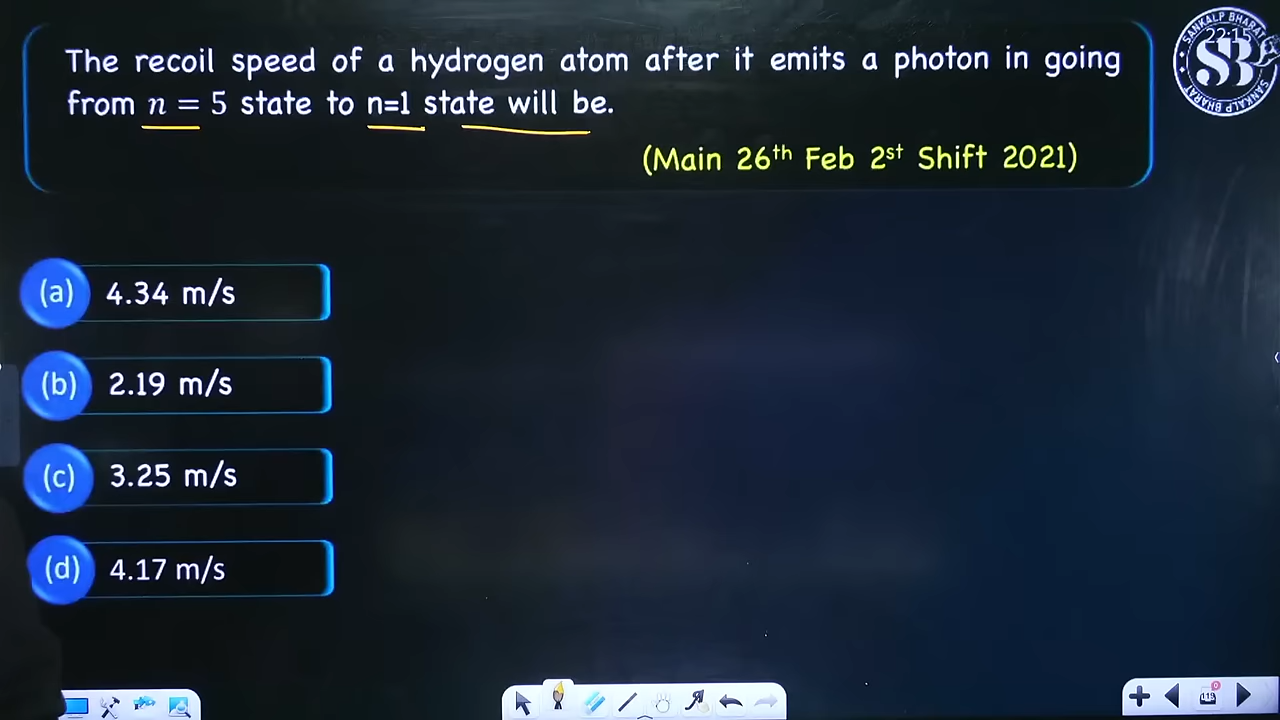 The recoil speed of a hydrogen atom after it emits a photon in going
from n = 5 state to n=1 state will be.
(Main 26th Feb 2st Shift 2021)
(a) 4.34 m/s
(b) 2.19 m/s
(c) 3.25 m/s
(d) 4.17 m/s
SANKALP BHARAT
22:15
SB
SANKALP BHARAT